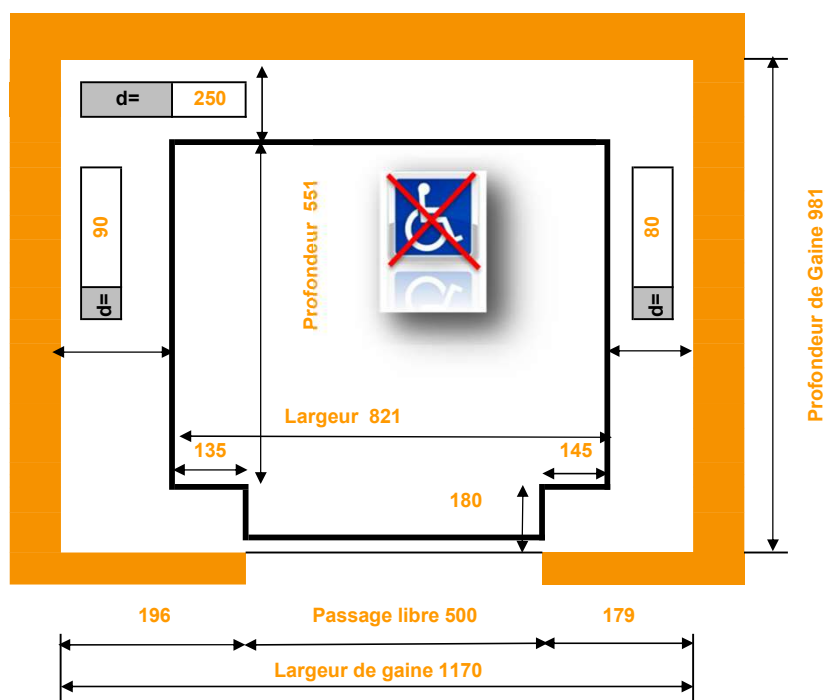 d= 250
Profondeur 551
90
d=
80
d=
Profondeur de Gaine 981
Largeur 821
135
145
180
196
Passage libre 500
179
Largeur de gaine 1170